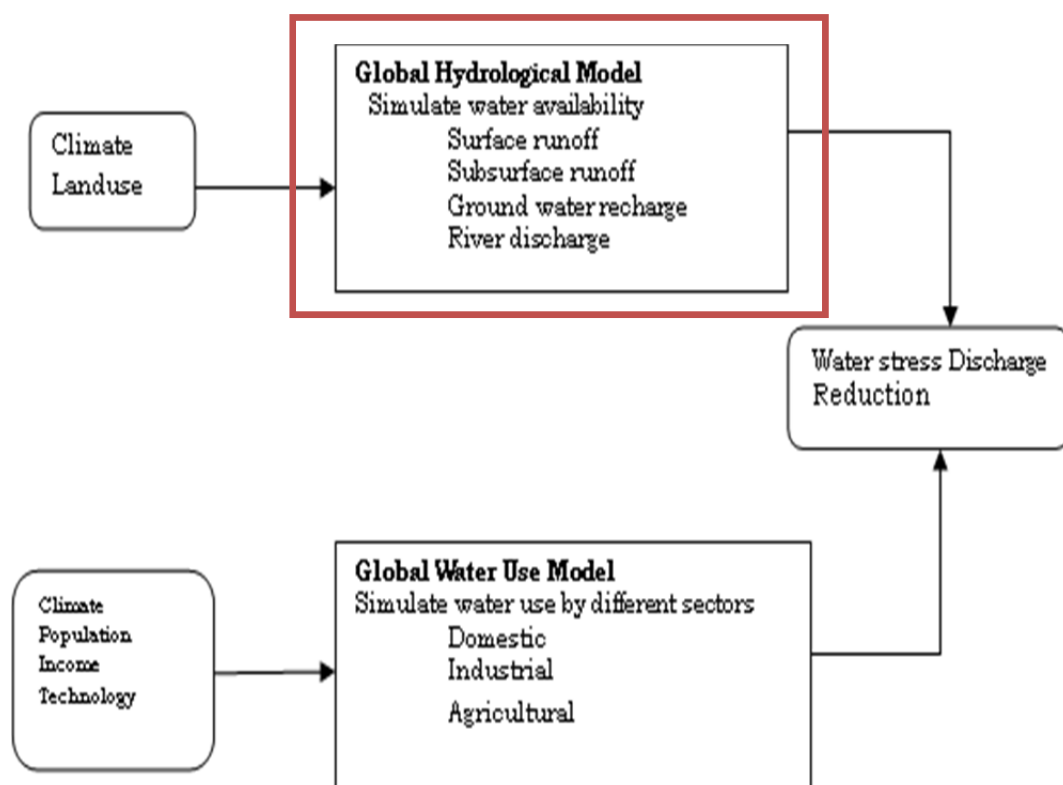 Global Hydrological Model
Simulate water availability
Surface runoff
Subsurface runoff
Ground water recharge
River discharge
Climate
Landuse
Water stress Discharge
Reduction
Global Water Use Model
Simulate water use by different sectors
Domestic
Industrial
Agricultural
Climate
Population
Income
Technology